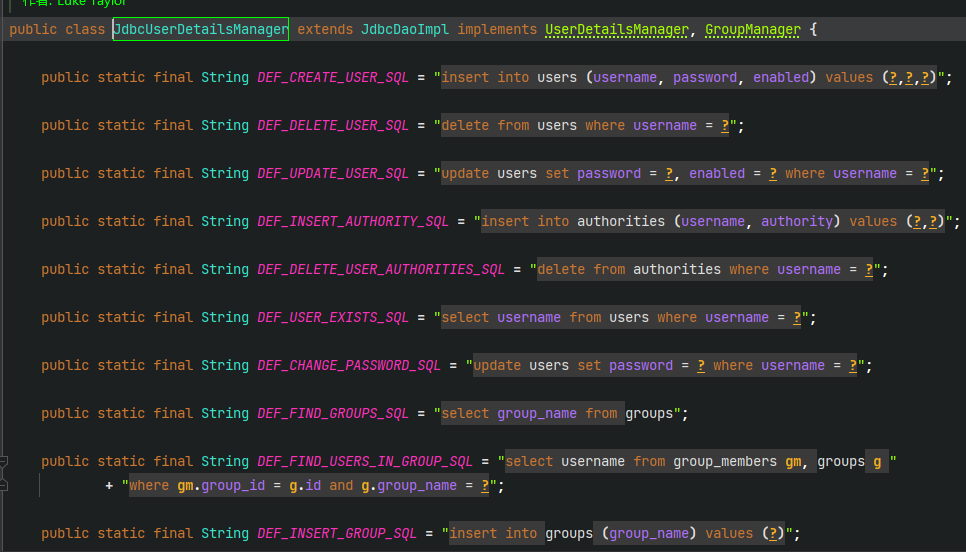 作者: Luke Taylor
public class JdbcUserDetailsManager extends JdbcDaoImpl implements UserDetailsManager, GroupManager {
public static final String DEF_CREATE_USER_SQL = "insert into users (username, password, enabled) values (?,?,?)";
public static final String DEF_DELETE_USER_SQL = "delete from users where username = ?";
public static final String DEF_UPDATE_USER_SQL = "update users set password = ?, enabled = ? where username = ?";
public static final String DEF_INSERT_AUTHORITY_SQL = "insert into authorities (username, authority) values (?,?)";
public static final String DEF_DELETE_USER_AUTHORITIES_SQL = "delete from authorities where username = ?";
public static final String DEF_USER_EXISTS_SQL = "select username from users where username = ?";
public static final String DEF_CHANGE_PASSWORD_SQL = "update users set password = ? where username = ?";
public static final String DEF_FIND_GROUPS_SQL = "select group_name from groups";
public static final String DEF_FIND_USERS_IN_GROUP_SQL = "select username from group_members gm, groups g "
+ "where gm.group_id = g.id and g.group_name = ?";
public static final String DEF_INSERT_GROUP_SQL = "insert into groups (group_name) values (?)";